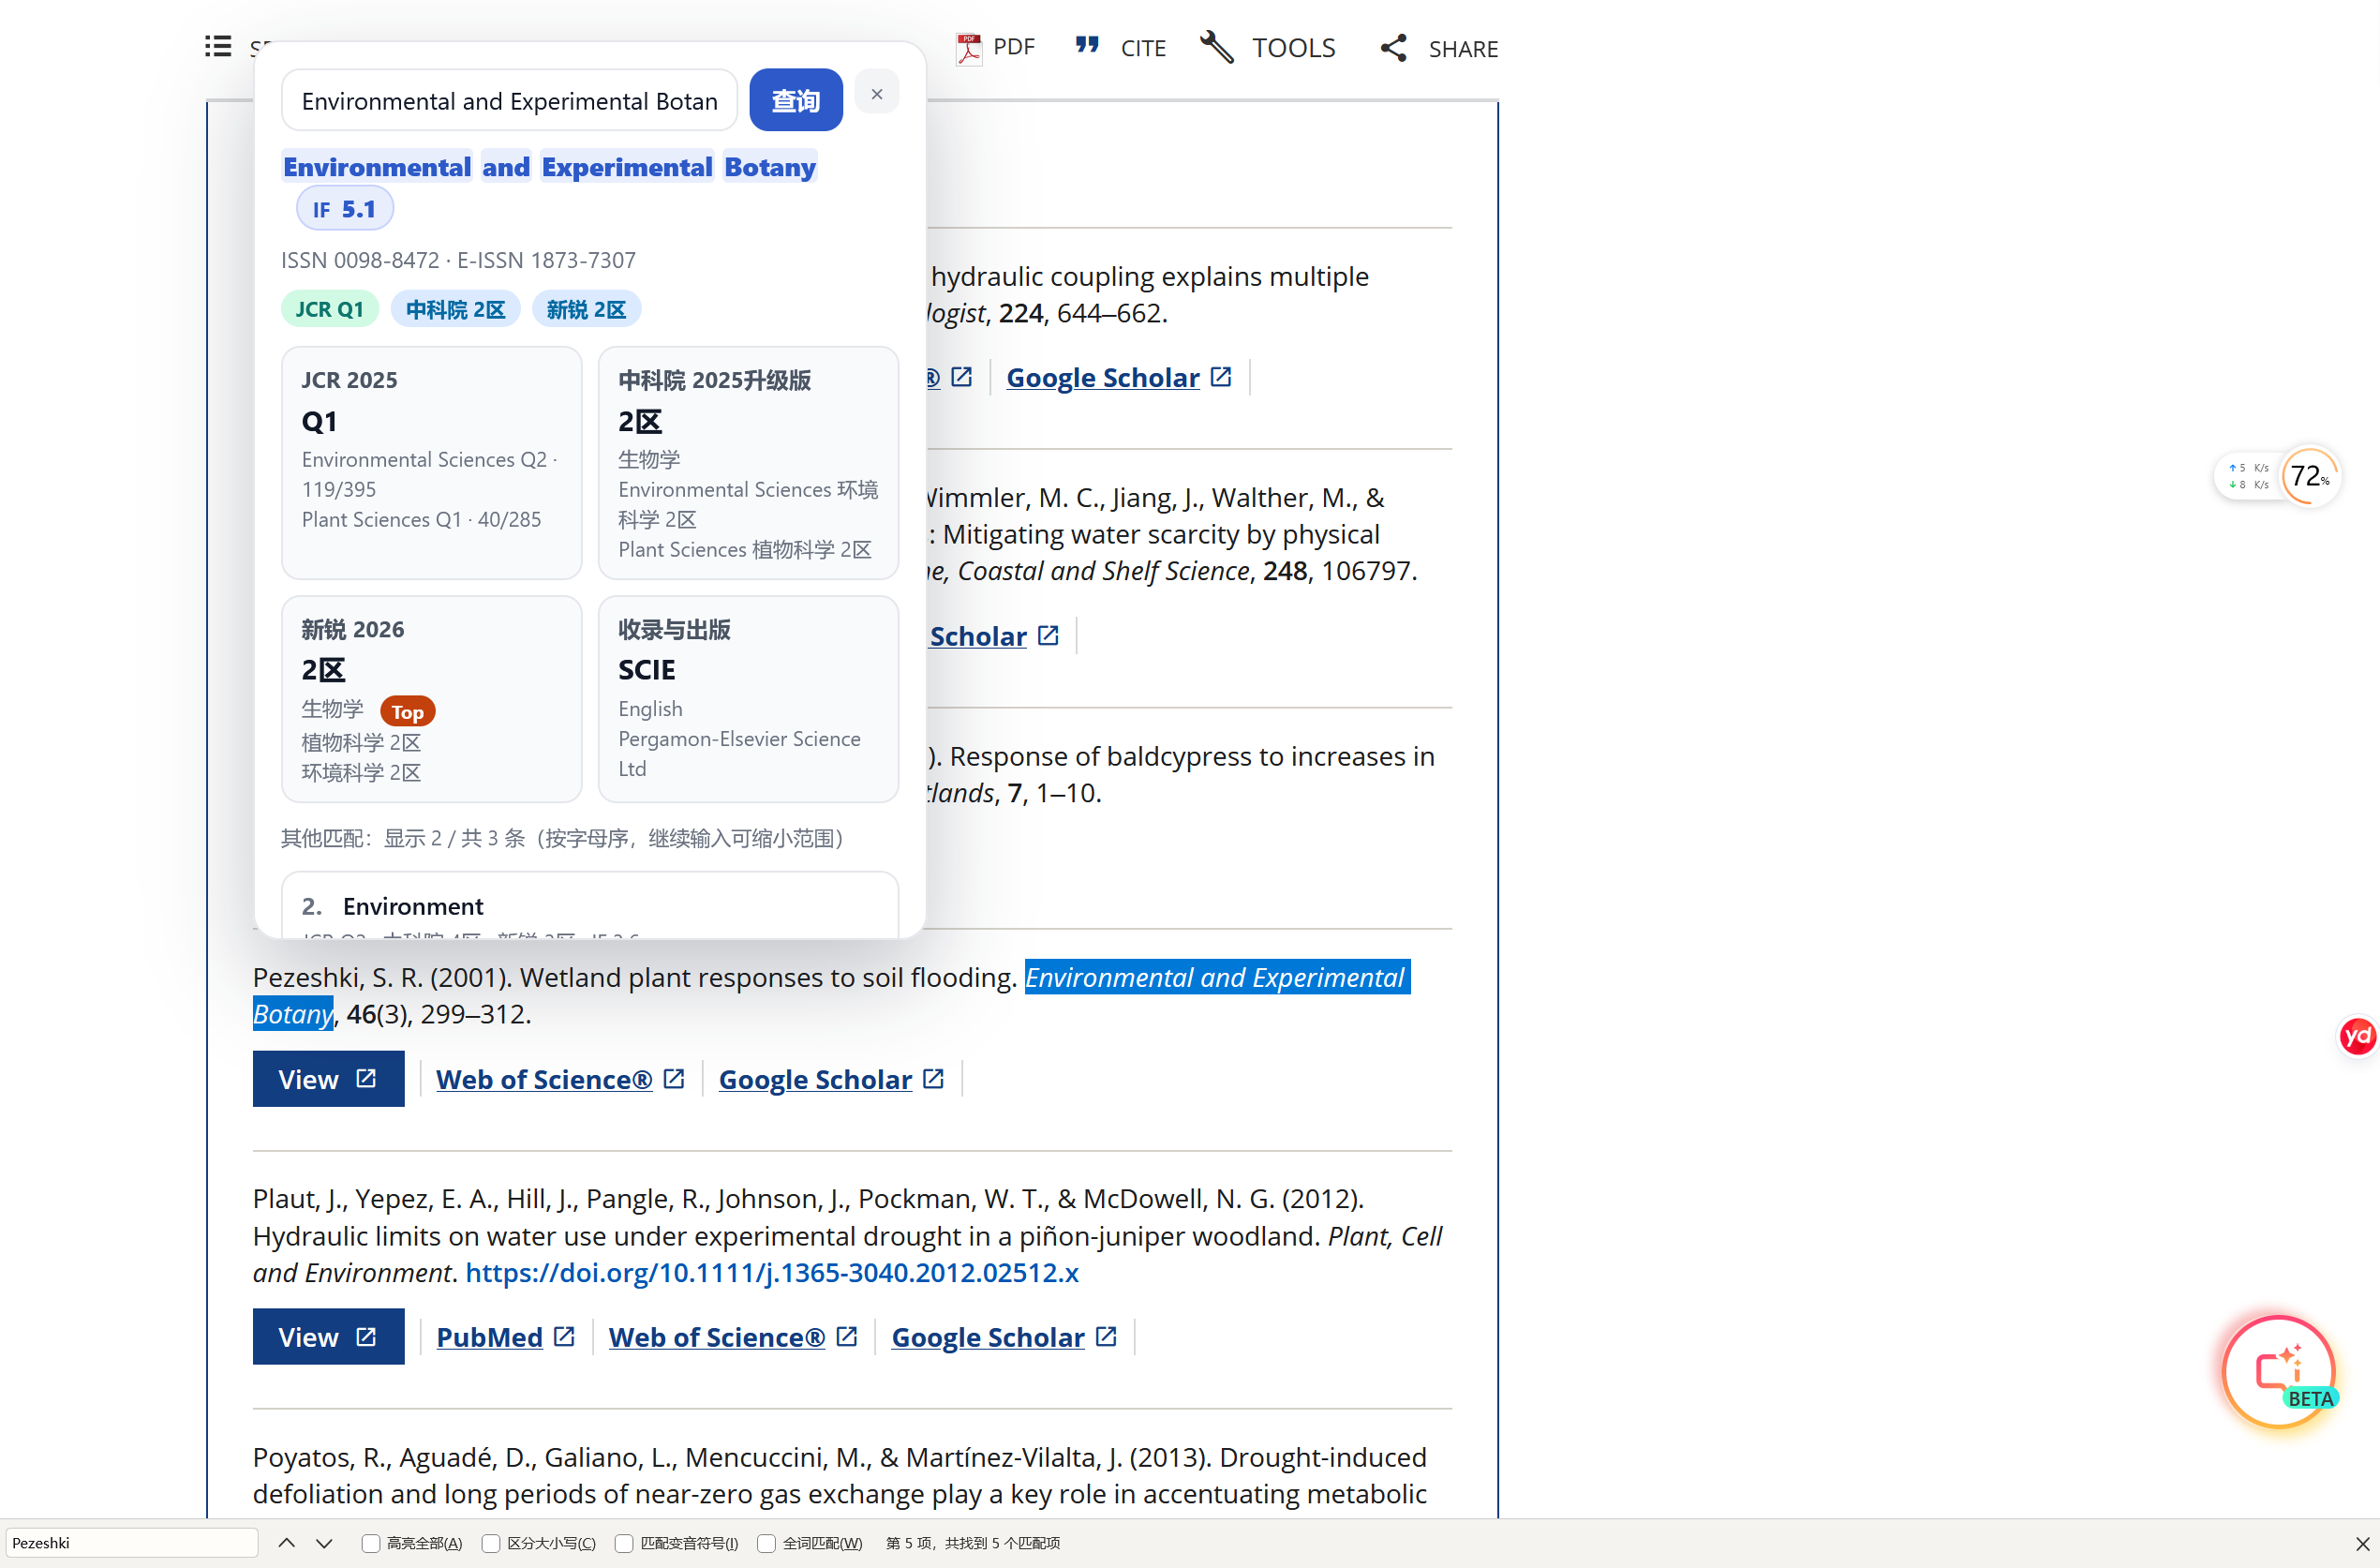 PDF
CITE
TOOLS
SHARE
Environmental and Experimental Botan
查询
×
Environmental and Experimental Botany
IF 5.1
ISSN 0098-8472 · E-ISSN 1873-7307
JCR Q1
中科院 2区
新锐 2区
JCR 2025
Q1
Environmental Sciences Q2 ·
119/395
Plant Sciences Q1 · 40/285
中科院 2025升级版
2区
生物学
Environmental Sciences 环境
科学 2区
Plant Sciences 植物科学 2区
新锐 2026
2区
生物学 Top
植物科学 2区
环境科学 2区
收录与出版
SCIE
English
Pergamon-Elsevier Science
Ltd
其他匹配：显示 2 / 共 3 条（按字母序，继续输入可缩小范围）
2. Environment
hydraulic coupling explains multiple
logist, 224, 644–662.
® Google Scholar
Wimmler, M. C., Jiang, J., Walther, M., &
: Mitigating water scarcity by physical
ne, Coastal and Shelf Science, 248, 106797.
Scholar
). Response of baldcypress to increases in
tlands, 7, 1–10.
Pezeshki, S. R. (2001). Wetland plant responses to soil flooding. Environmental and Experimental
Botany, 46(3), 299–312.
View Web of Science® Google Scholar
Plaut, J., Yepez, E. A., Hill, J., Pangle, R., Johnson, J., Pockman, W. T., & McDowell, N. G. (2012).
Hydraulic limits on water use under experimental drought in a piñon-juniper woodland. Plant, Cell
and Environment. https://doi.org/10.1111/j.1365-3040.2012.02512.x
View PubMed Web of Science® Google Scholar
Poyatos, R., Aguadé, D., Galiano, L., Mencuccini, M., & Martínez-Vilalta, J. (2013). Drought-induced
defoliation and long periods of near-zero gas exchange play a key role in accentuating metabolic
5 K/s
8 K/s
72%
yd
BETA
Pezeshki
高亮全部(A)
区分大小写(C)
匹配变音符号(I)
全词匹配(W)
第 5 项，共找到 5 个匹配项